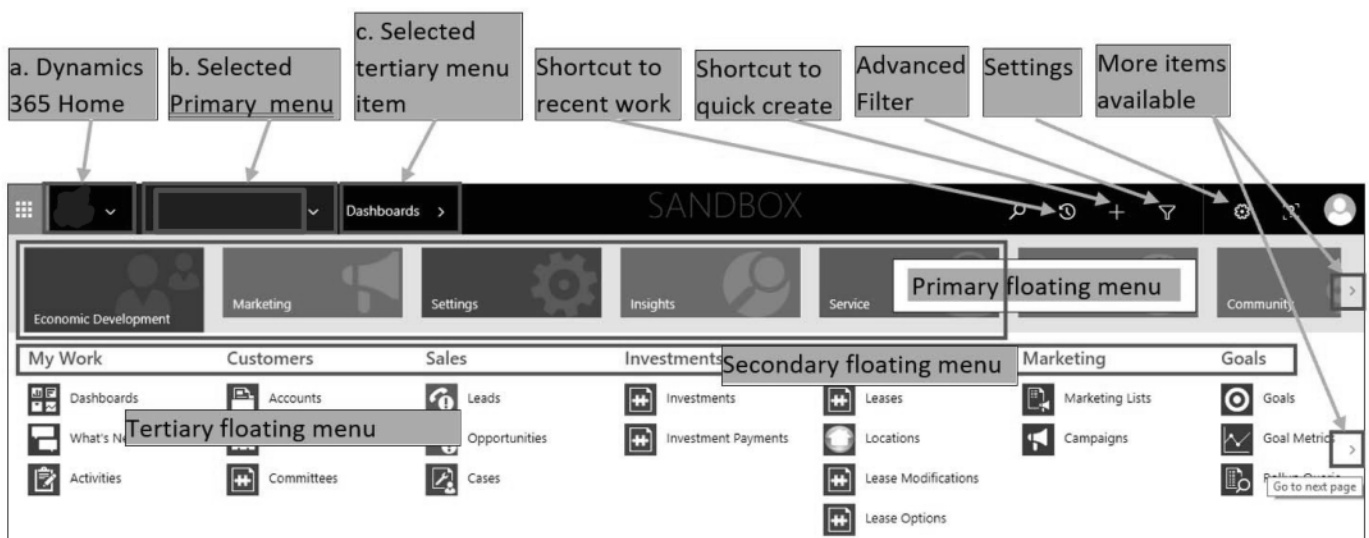 a. Dynamics
365 Home
b. Selected
Primary menu
c. Selected
tertiary menu
item
Shortcut to
recent work
Shortcut to
quick create
Advanced
Filter
Settings
More items
available
Dashboards
SANDBOX
Economic Development
Marketing
Settings
Insights
Service
Primary floating menu
Community
My Work
Customers
Sales
Investments
Secondary floating menu
Marketing
Goals
Dashboards
Accounts
Leads
Investments
Leases
Marketing Lists
Goals
Tertiary floating menu
Opportunities
Investment Payments
Locations
Campaigns
Goal Metrics
Activities
Committees
Cases
Lease Modifications
Go to next page
Lease Options